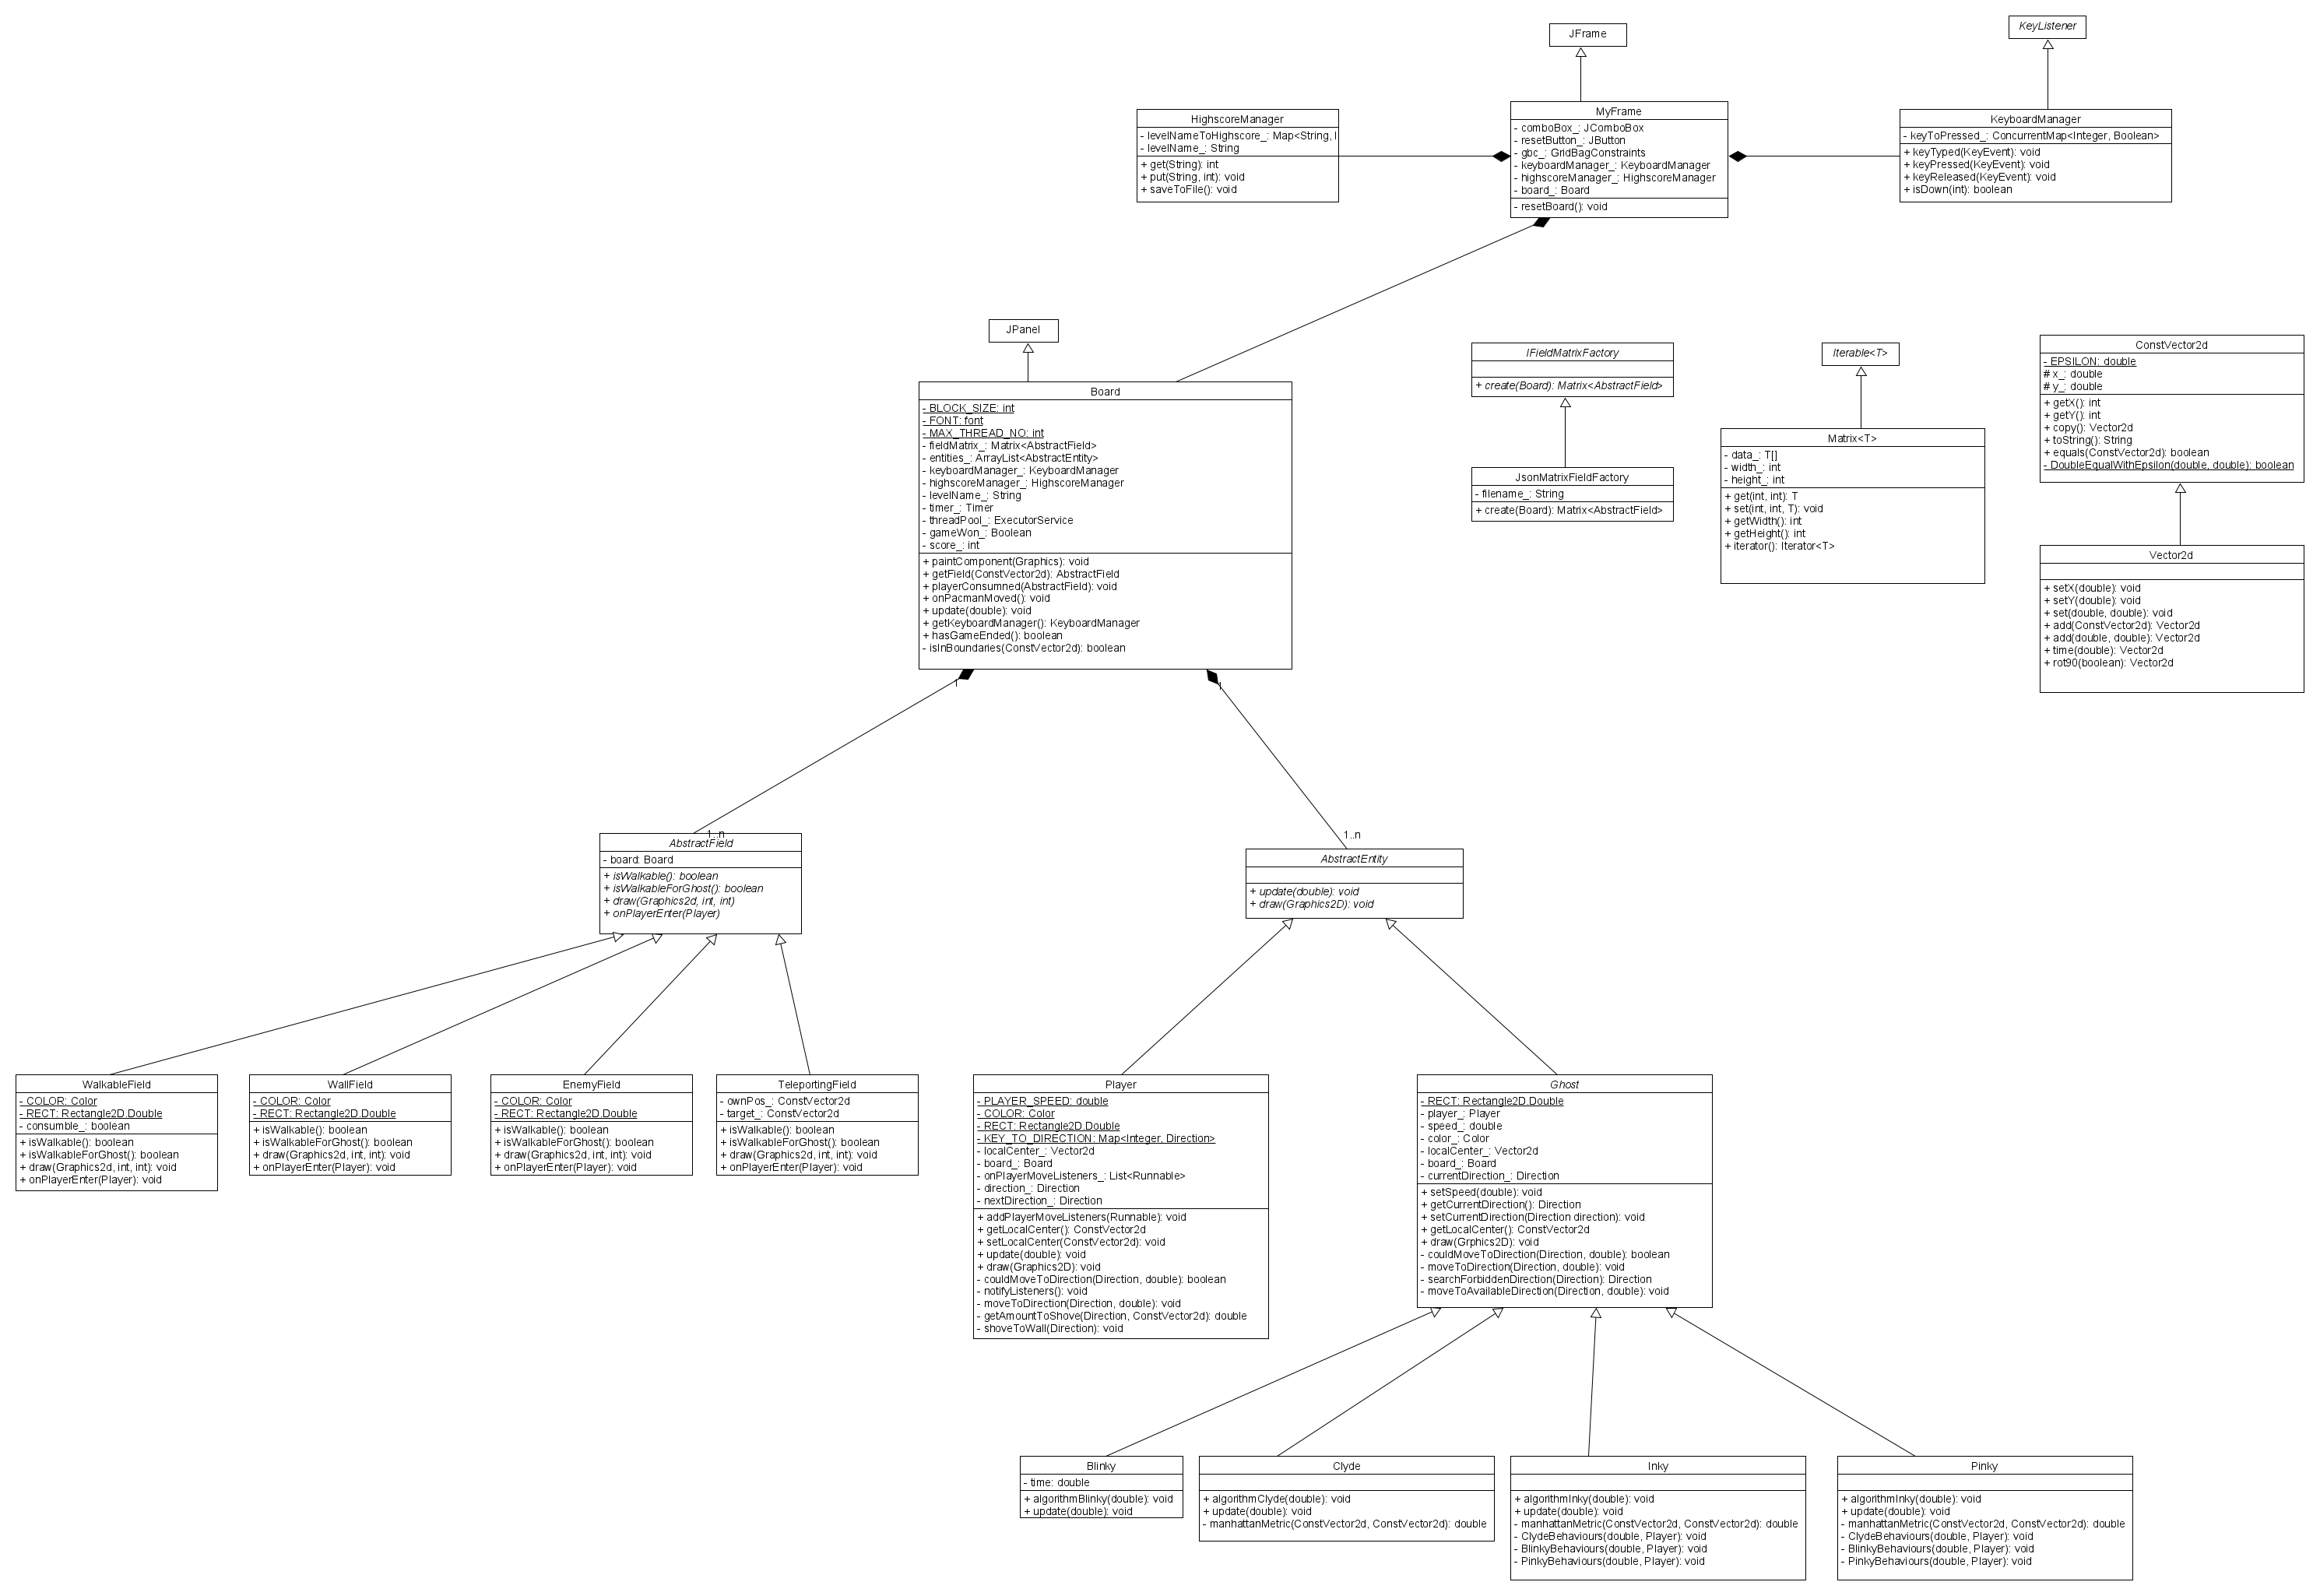 JFrame
KeyListener
HighscoreManager
- levelNameToHighscore_: Map<String, I
- levelName_: String
+ get(String): int
+ put(String, int): void
+ saveToFile(): void
MyFrame
- comboBox_: JComboBox
- resetButton_: JButton
- gbc_: GridBagConstraints
- keyboardManager_: KeyboardManager
- highscoreManager_: HighscoreManager
- board_: Board
- resetBoard(): void
KeyboardManager
- keyToPressed_: ConcurrentMap<Integer, Boolean>
+ keyTyped(KeyEvent): void
+ keyPressed(KeyEvent): void
+ keyReleased(KeyEvent): void
+ isDown(int): boolean
JPanel
Board
- BLOCK_SIZE: int
- FONT: font
- MAX_THREAD_NO: int
- fieldMatrix_: Matrix<AbstractField>
- entities_: ArrayList<AbstractEntity>
- keyboardManager_: KeyboardManager
- highscoreManager_: HighscoreManager
- levelName_: String
- timer_: Timer
- threadPool_: ExecutorService
- gameWon_: Boolean
- score_: int
+ paintComponent(Graphics): void
+ getField(ConstVector2d): AbstractField
+ playerConsumned(AbstractField): void
+ onPacmanMoved(): void
+ update(double): void
+ getKeyboardManager(): KeyboardManager
+ hasGameEnded(): boolean
- isInBoundaries(ConstVector2d): boolean
IFieldMatrixFactory
+ create(Board): Matrix<AbstractField>
JsonMatrixFieldFactory
- filename_: String
+ create(Board): Matrix<AbstractField>
Iterable<T>
Matrix<T>
- data_: T[]
- width_: int
- height_: int
+ get(int, int): T
+ set(int, int, T): void
+ getWidth(): int
+ getHeight(): int
+ iterator(): Iterator<T>
ConstVector2d
- EPSILON: double
# x_: double
# y_: double
+ getX(): int
+ getY(): int
+ copy(): Vector2d
+ toString(): String
+ equals(ConstVector2d): boolean
- DoubleEqualWithEpsilon(double, double): boolean
Vector2d
+ setX(double): void
+ setY(double): void
+ set(double, double): void
+ add(ConstVector2d): Vector2d
+ add(double, double): Vector2d
+ time(double): Vector2d
+ rot90(boolean): Vector2d
1
1
1..n
1..n
AbstractField
- board: Board
+ isWalkable(): boolean
+ isWalkableForGhost(): boolean
+ draw(Graphics2d, int, int)
+ onPlayerEnter(Player)
AbstractEntity
+ update(double): void
+ draw(Graphics2D): void
WalkableField
- COLOR: Color
- RECT: Rectangle2D.Double
- consumble_: boolean
+ isWalkable(): boolean
+ isWalkableForGhost(): boolean
+ draw(Graphics2d, int, int): void
+ onPlayerEnter(Player): void
WallField
- COLOR: Color
- RECT: Rectangle2D.Double
+ isWalkable(): boolean
+ isWalkableForGhost(): boolean
+ draw(Graphics2d, int, int): void
+ onPlayerEnter(Player): void
EnemyField
- COLOR: Color
- RECT: Rectangle2D.Double
+ isWalkable(): boolean
+ isWalkableForGhost(): boolean
+ draw(Graphics2d, int, int): void
+ onPlayerEnter(Player): void
TeleportingField
- ownPos_: ConstVector2d
- target_: ConstVector2d
+ isWalkable(): boolean
+ isWalkableForGhost(): boolean
+ draw(Graphics2d, int, int): void
+ onPlayerEnter(Player): void
Player
- PLAYER_SPEED: double
- COLOR: Color
- RECT: Rectangle2D.Double
- KEY_TO_DIRECTION: Map<Integer, Direction>
- localCenter_: Vector2d
- board_: Board
- onPlayerMoveListeners_: List<Runnable>
- direction_: Direction
- nextDirection_: Direction
+ addPlayerMoveListeners(Runnable): void
+ getLocalCenter(): ConstVector2d
+ setLocalCenter(ConstVector2d): void
+ update(double): void
+ draw(Graphics2D): void
- couldMoveToDirection(Direction, double): boolean
- notifyListeners(): void
- moveToDirection(Direction, double): void
- getAmountToShove(Direction, ConstVector2d): double
- shoveToWall(Direction): void
Ghost
- RECT: Rectangle2D.Double
- player_: Player
- speed_: double
- color_: Color
- localCenter_: Vector2d
- board_: Board
- currentDirection_: Direction
+ setSpeed(double): void
+ getCurrentDirection(): Direction
+ setCurrentDirection(Direction direction): void
+ getLocalCenter(): ConstVector2d
+ draw(Grphics2D): void
- couldMoveToDirection(Direction, double): boolean
- moveToDirection(Direction, double): void
- searchForbiddenDirection(Direction): Direction
- moveToAvailableDirection(Direction, double): void
Blinky
- time: double
+ algorithmBlinky(double): void
+ update(double): void
Clyde
+ algorithmClyde(double): void
+ update(double): void
- manhattanMetric(ConstVector2d, ConstVector2d): double
Inky
+ algorithmInky(double): void
+ update(double): void
- manhattanMetric(ConstVector2d, ConstVector2d): double
- ClydeBehaviours(double, Player): void
- BlinkyBehaviours(double, Player): void
- PinkyBehaviours(double, Player): void
Pinky
+ algorithmInky(double): void
+ update(double): void
- manhattanMetric(ConstVector2d, ConstVector2d): double
- ClydeBehaviours(double, Player): void
- BlinkyBehaviours(double, Player): void
- PinkyBehaviours(double, Player): void